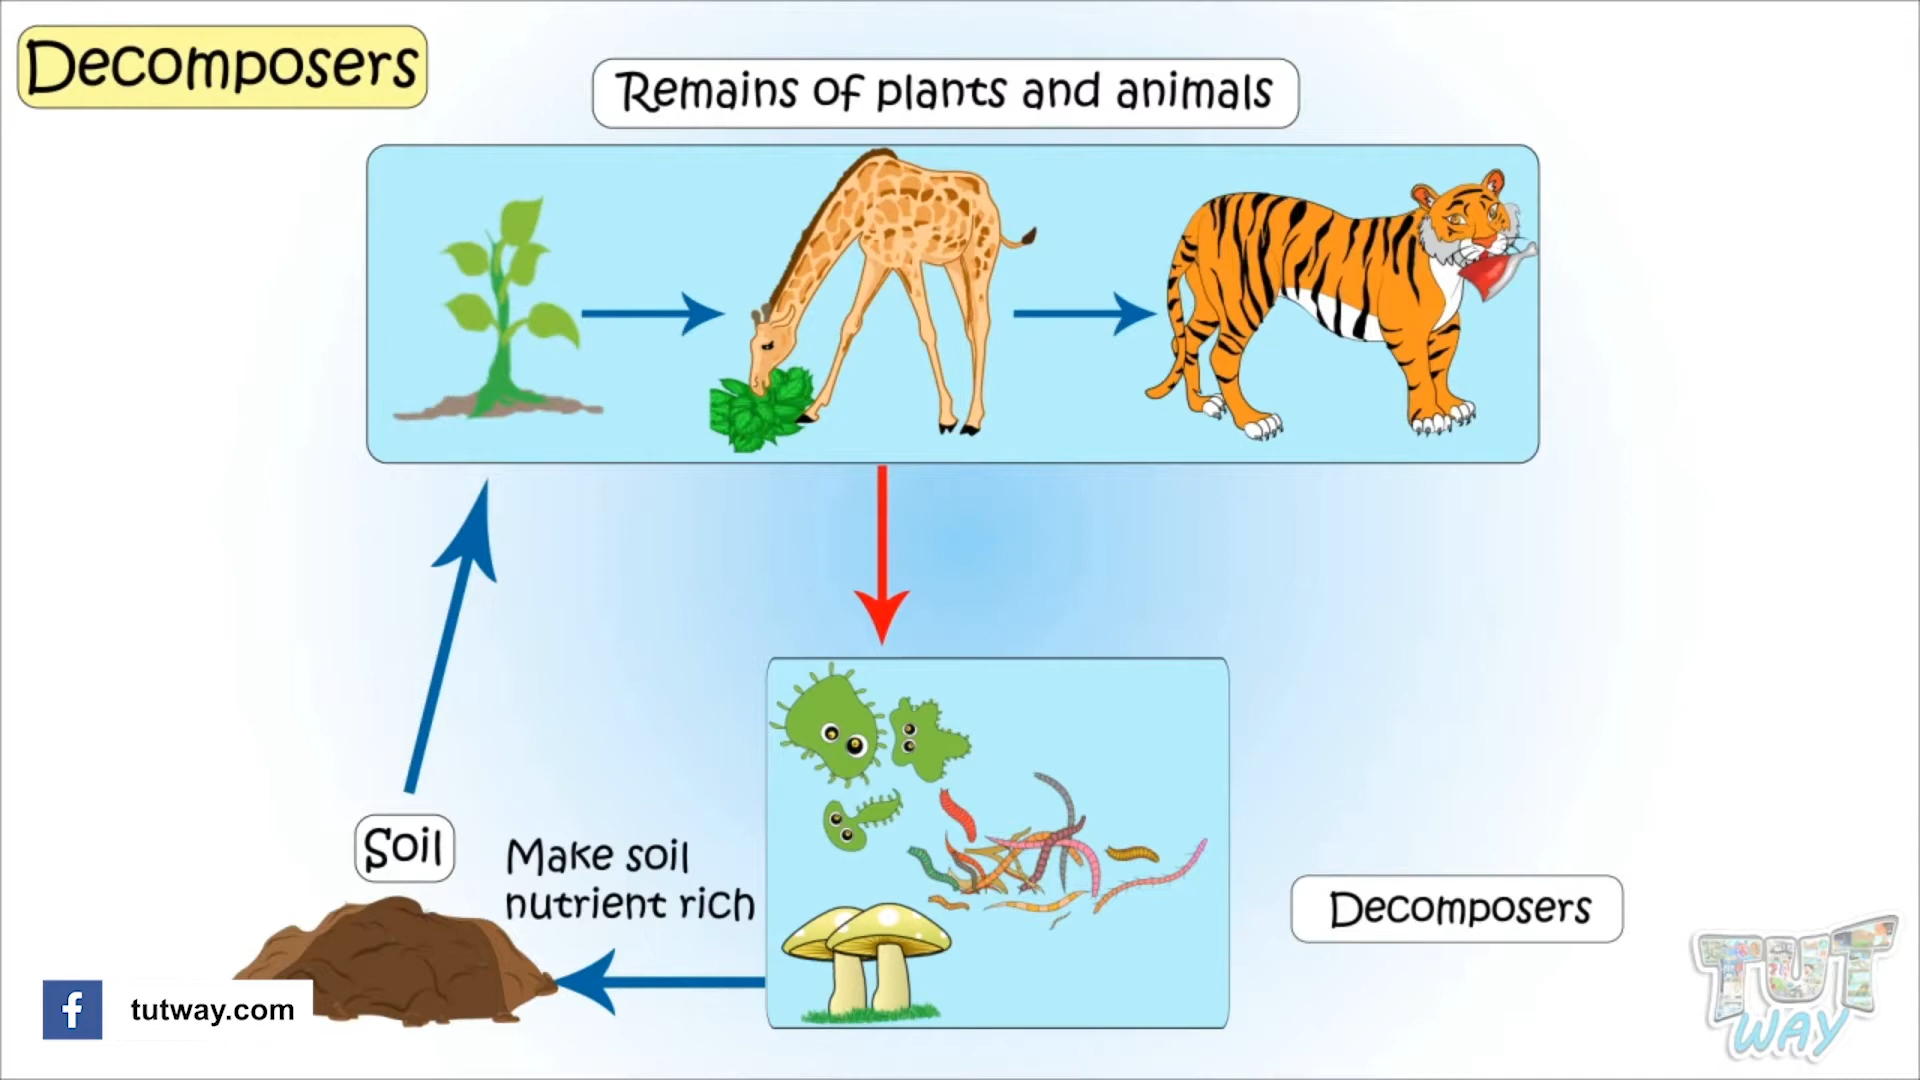 Decomposers
Remains of plants and animals
Soil
Make soil
nutrient rich
Decomposers
f
tutway.com
TUT
WAY